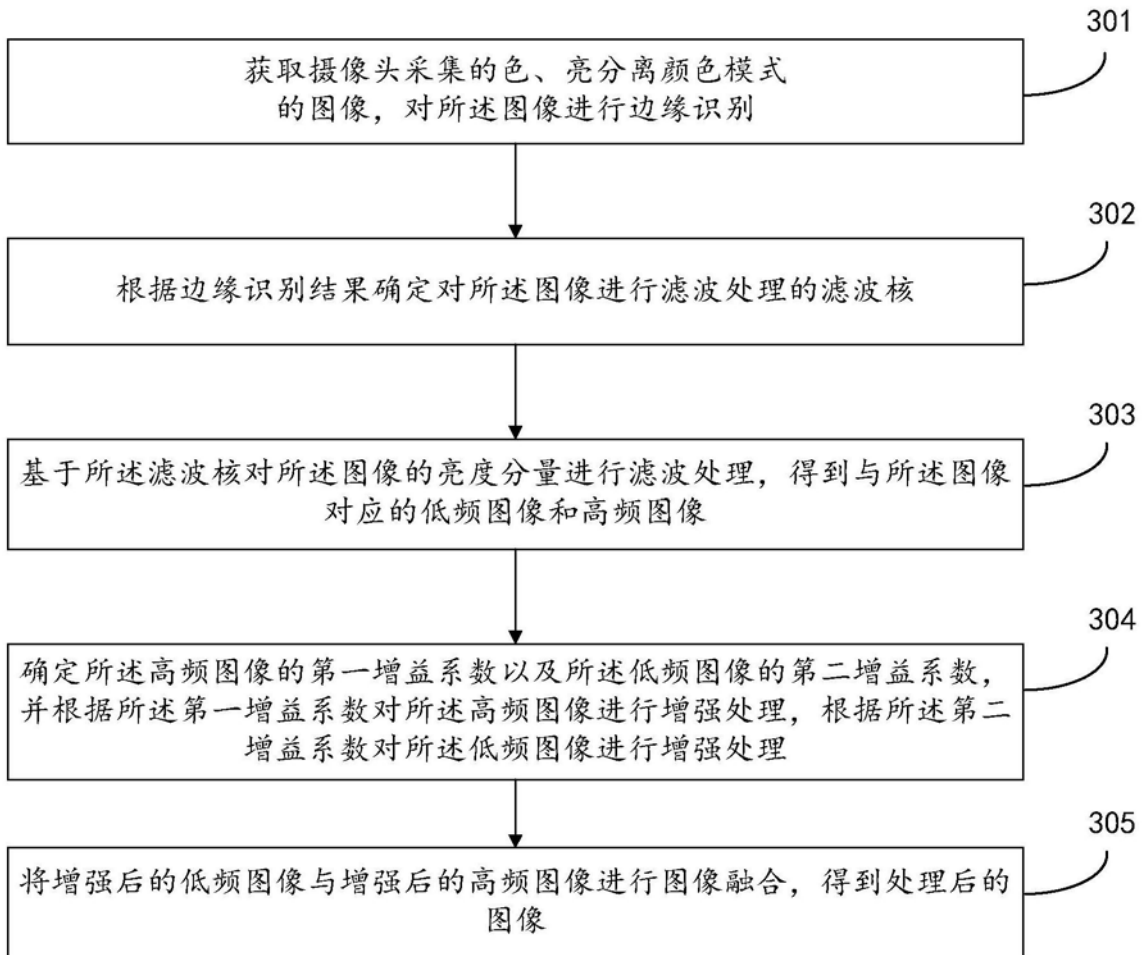 301
获取摄像头采集的色、亮分离颜色模式
的图像，对所述图像进行边缘识别
302
根据边缘识别结果确定对所述图像进行滤波处理的滤波核
303
基于所述滤波核对所述图像的亮度分量进行滤波处理，得到与所述图像
对应的低频图像和高频图像
304
确定所述高频图像的第一增益系数以及所述低频图像的第二增益系数，
并根据所述第一增益系数对所述高频图像进行增强处理，根据所述第二
增益系数对所述低频图像进行增强处理
305
将增强后的低频图像与增强后的高频图像进行图像融合，得到处理后的
图像